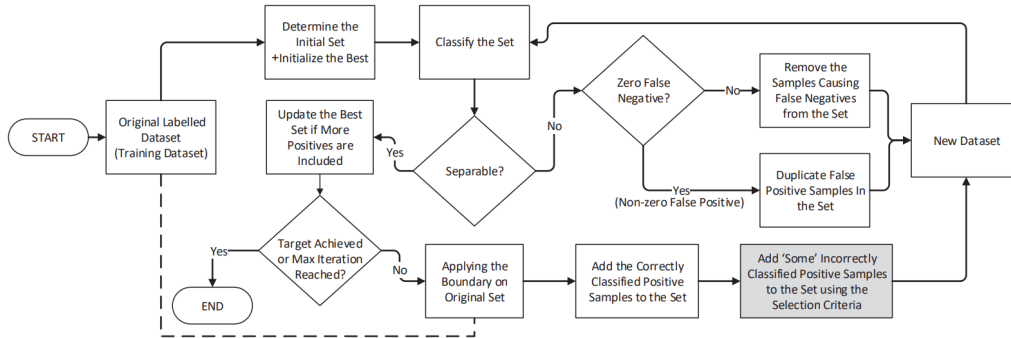 START
Original Labelled
Dataset
(Training Dataset)
Determine the
Initial Set
+Initialize the Best
Classify the Set
Separable?
Yes
No
Update the Best
Set if More
Positives are
Included
Target Achieved
or Max Iteration
Reached?
Yes
No
END
Zero False
Negative?
No
Yes
(Non-zero False Positive)
Remove the
Samples Causing
False Negatives
from the Set
Duplicate False
Positive Samples In
the Set
New Dataset
Applying the
Boundary on
Original Set
Add the Correctly
Classified Positive
Samples to the Set
Add ‘Some’ Incorrectly
Classified Positive Samples
to the Set using the
Selection Criteria